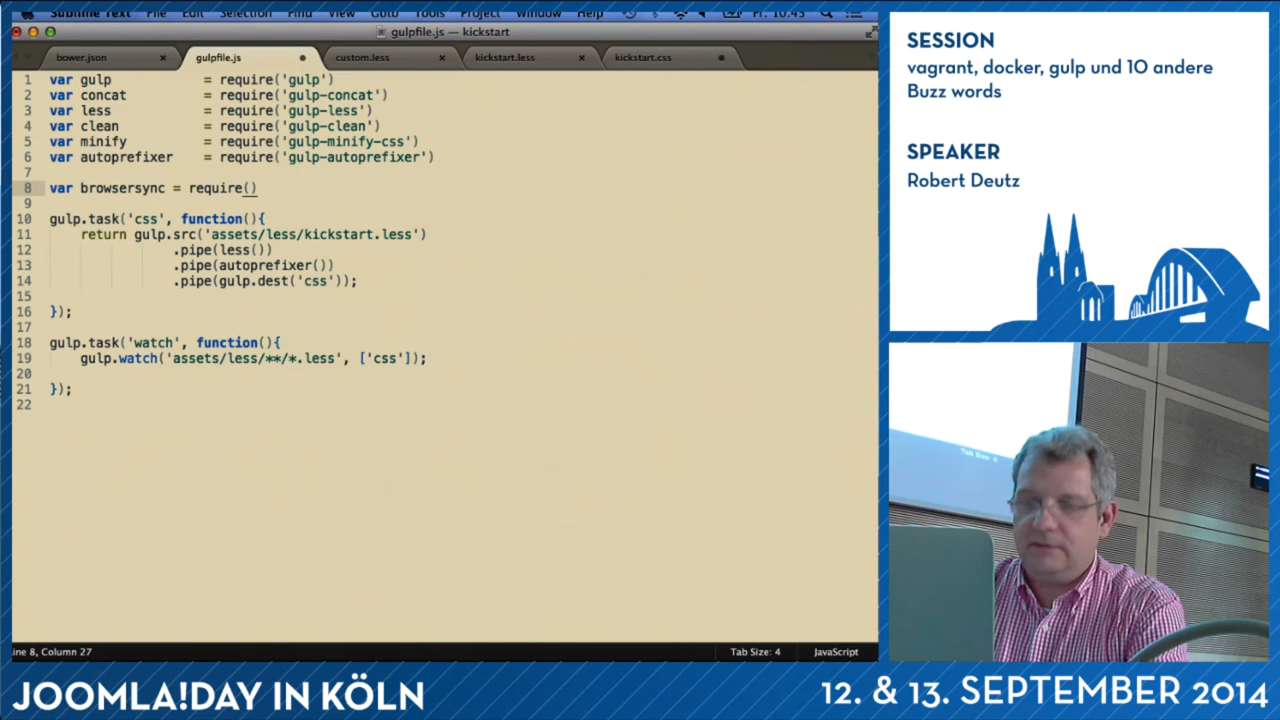 Sublime Text File Edit Selection Find View Goto Tools Project Window Help Fr. 10:45
gulpfile.js — kickstart
bower.json × gulpfile.js custom.less × kickstart.less × kickstart.css
1 var gulp = require('gulp')
2 var concat = require('gulp-concat')
3 var less = require('gulp-less')
4 var clean = require('gulp-clean')
5 var minify = require('gulp-minify-css')
6 var autoprefixer = require('gulp-autoprefixer')
7
8 var browsersync = require()
9
10 gulp.task('css', function(){
11 return gulp.src('assets/less/kickstart.less')
12 .pipe(less())
13 .pipe(autoprefixer())
14 .pipe(gulp.dest('css'));
15
16 });
17
18 gulp.task('watch', function(){
19 gulp.watch('assets/less/**/*.less', ['css']);
20
21 });
22
ine 8, Column 27 Tab Size: 4 JavaScript
SESSION
vagrant, docker, gulp und 10 andere
Buzz words
SPEAKER
Robert Deutz
Tab Size: 4
JOOMLA!DAY IN KÖLN 12. & 13. SEPTEMBER 2014